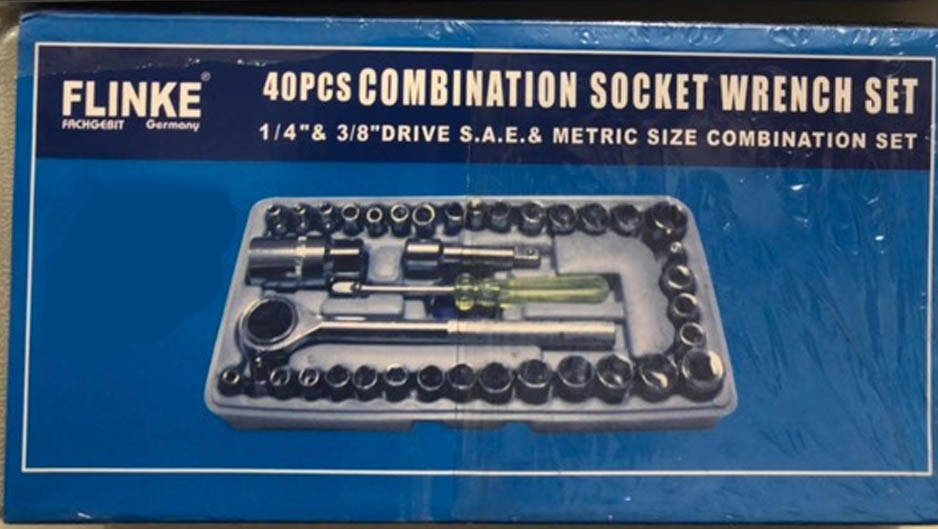 FLINKE®
FACHGEBIT Germany
40PCS COMBINATION SOCKET WRENCH SET
1/4"& 3/8"DRIVE S.A.E.& METRIC SIZE COMBINATION SET